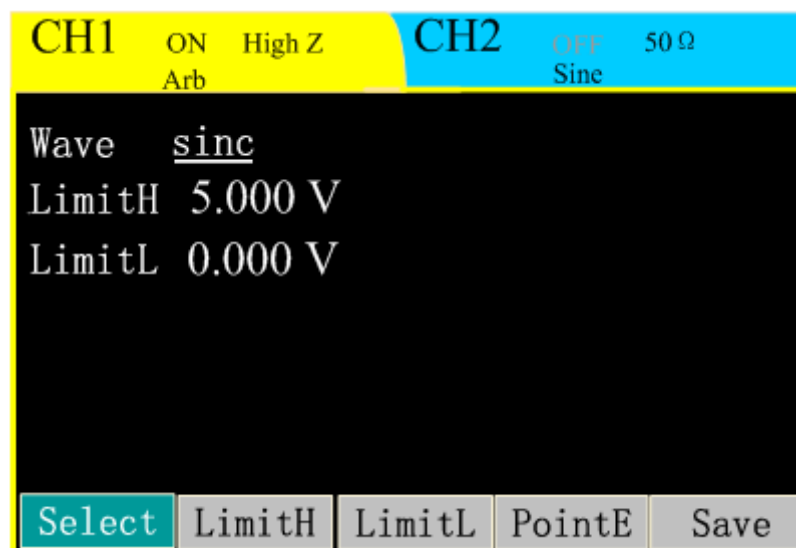 CH1 ON High Z CH2 OFF 50 Ω
Arb Sine
Wave sinc
LimitH 5.000 V
LimitL 0.000 V
Select LimitH LimitL PointE Save